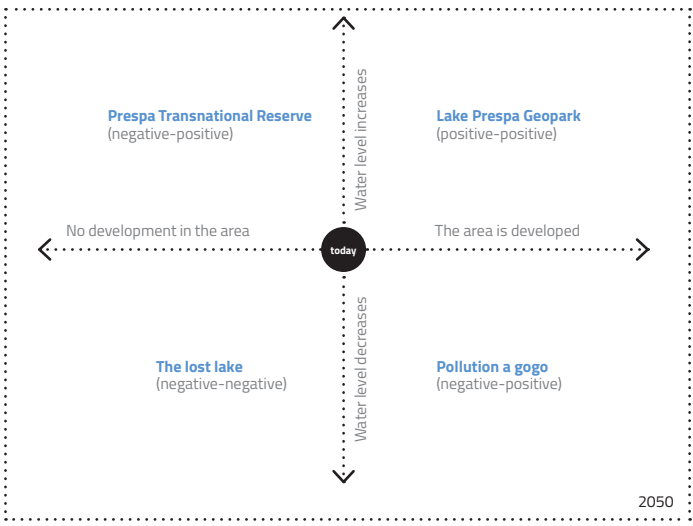 Water level increases
Prespa Transnational Reserve
(negative-positive)
Lake Prespa Geopark
(positive-positive)
No development in the area
The area is developed
today
Water level decreases
The lost lake
(negative-negative)
Pollution a gogo
(negative-positive)
2050